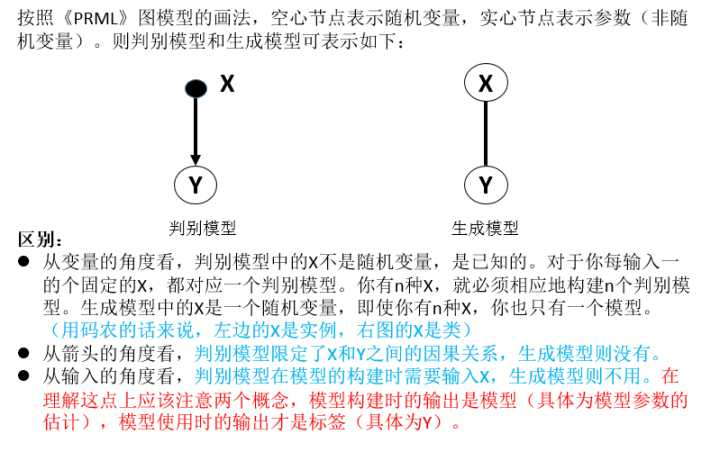 按照《PRML》图模型的画法，空心节点表示随机变量，实心节点表示参数（非随
机变量）。则判别模型和生成模型可表示如下：
X
X
Y
Y
判别模型
生成模型
区别：
● 从变量的角度看，判别模型中的X不是随机变量，是已知的。对于你每输入一
的个固定的X，都对应一个判别模型。你有n种X，就必须相应地构建n个判别模
型。生成模型中的X是一个随机变量，即使你有n种X，你也只有一个模型。
（用码农的话来说，左边的X是实例，右图的X是类）
● 从箭头的角度看，判别模型限定了X和Y之间的因果关系，生成模型则没有。
● 从输入的角度看，判别模型在模型的构建时需要输入X，生成模型则不用。在
理解这点上应该注意两个概念，模型构建时的输出是模型（具体为模型参数的
估计），模型使用时的输出才是标签（具体为Y）。